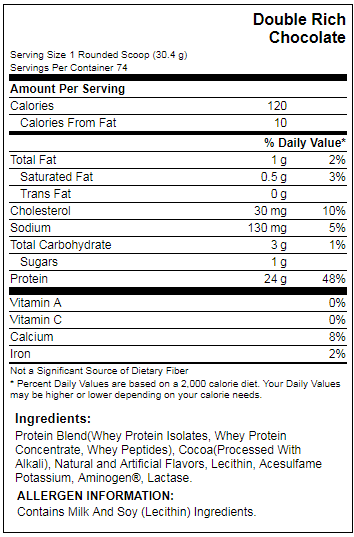 Double Rich
Chocolate
Serving Size 1 Rounded Scoop (30.4 g)
Servings Per Container 74
Amount Per Serving
Calories 120
Calories From Fat 10
% Daily Value*
Total Fat 1 g 2%
Saturated Fat 0.5 g 3%
Trans Fat 0 g
Cholesterol 30 mg 10%
Sodium 130 mg 5%
Total Carbohydrate 3 g 1%
Sugars 1 g
Protein 24 g 48%
Vitamin A 0%
Vitamin C 0%
Calcium 8%
Iron 2%
Not a Significant Source of Dietary Fiber
* Percent Daily Values are based on a 2,000 calorie diet. Your Daily Values
may be higher or lower depending on your calorie needs.
Ingredients:
Protein Blend(Whey Protein Isolates, Whey Protein
Concentrate, Whey Peptides), Cocoa(Processed With
Alkali), Natural and Artificial Flavors, Lecithin, Acesulfame
Potassium, Aminogen®, Lactase.
ALLERGEN INFORMATION:
Contains Milk And Soy (Lecithin) Ingredients.